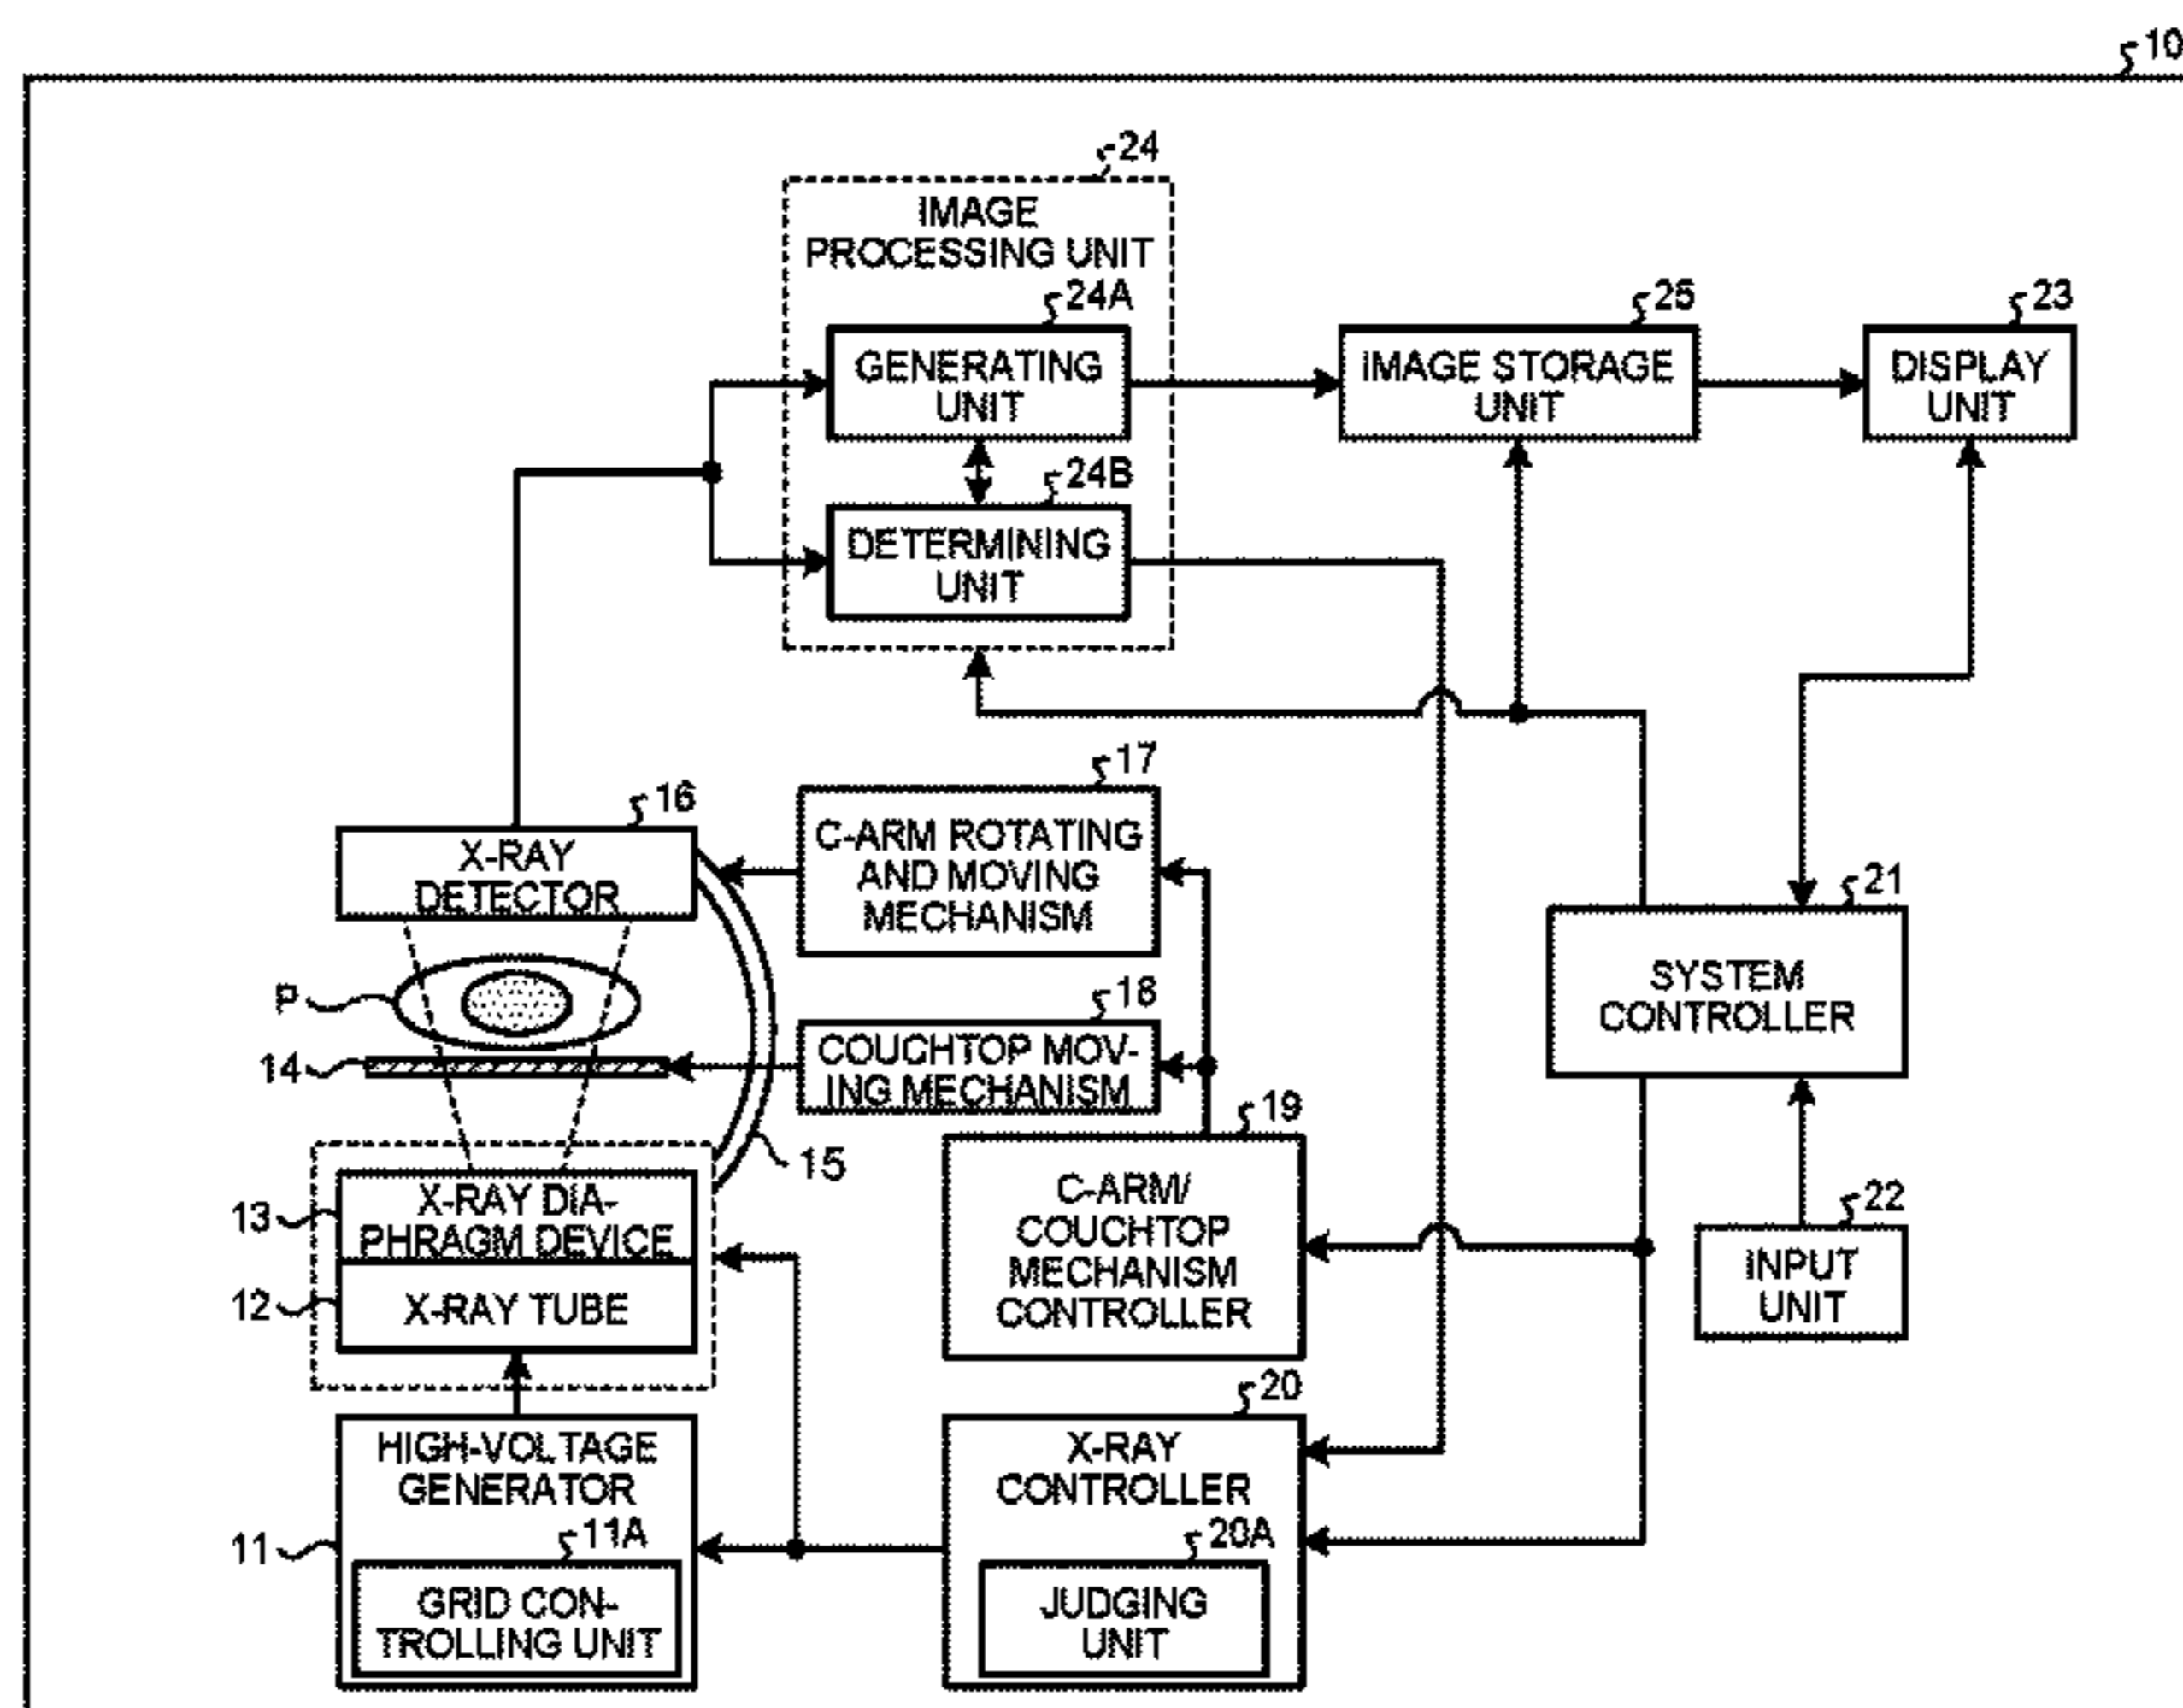 10
24
IMAGE
PROCESSING UNIT
24A
GENERATING
UNIT
24B
DETERMINING
UNIT
25
IMAGE STORAGE
UNIT
23
DISPLAY
UNIT
16
X-RAY
DETECTOR
17
C-ARM ROTATING
AND MOVING
MECHANISM
P
14
18
COUCHTOP MOV-
ING MECHANISM
15
21
SYSTEM
CONTROLLER
19
C-ARM/
COUCHTOP
MECHANISM
CONTROLLER
22
INPUT
UNIT
13
X-RAY DIA-
PHRAGM DEVICE
12
X-RAY TUBE
11
HIGH-VOLTAGE
GENERATOR
11A
GRID CON-
TROLLING UNIT
20
X-RAY
CONTROLLER
20A
JUDGING
UNIT